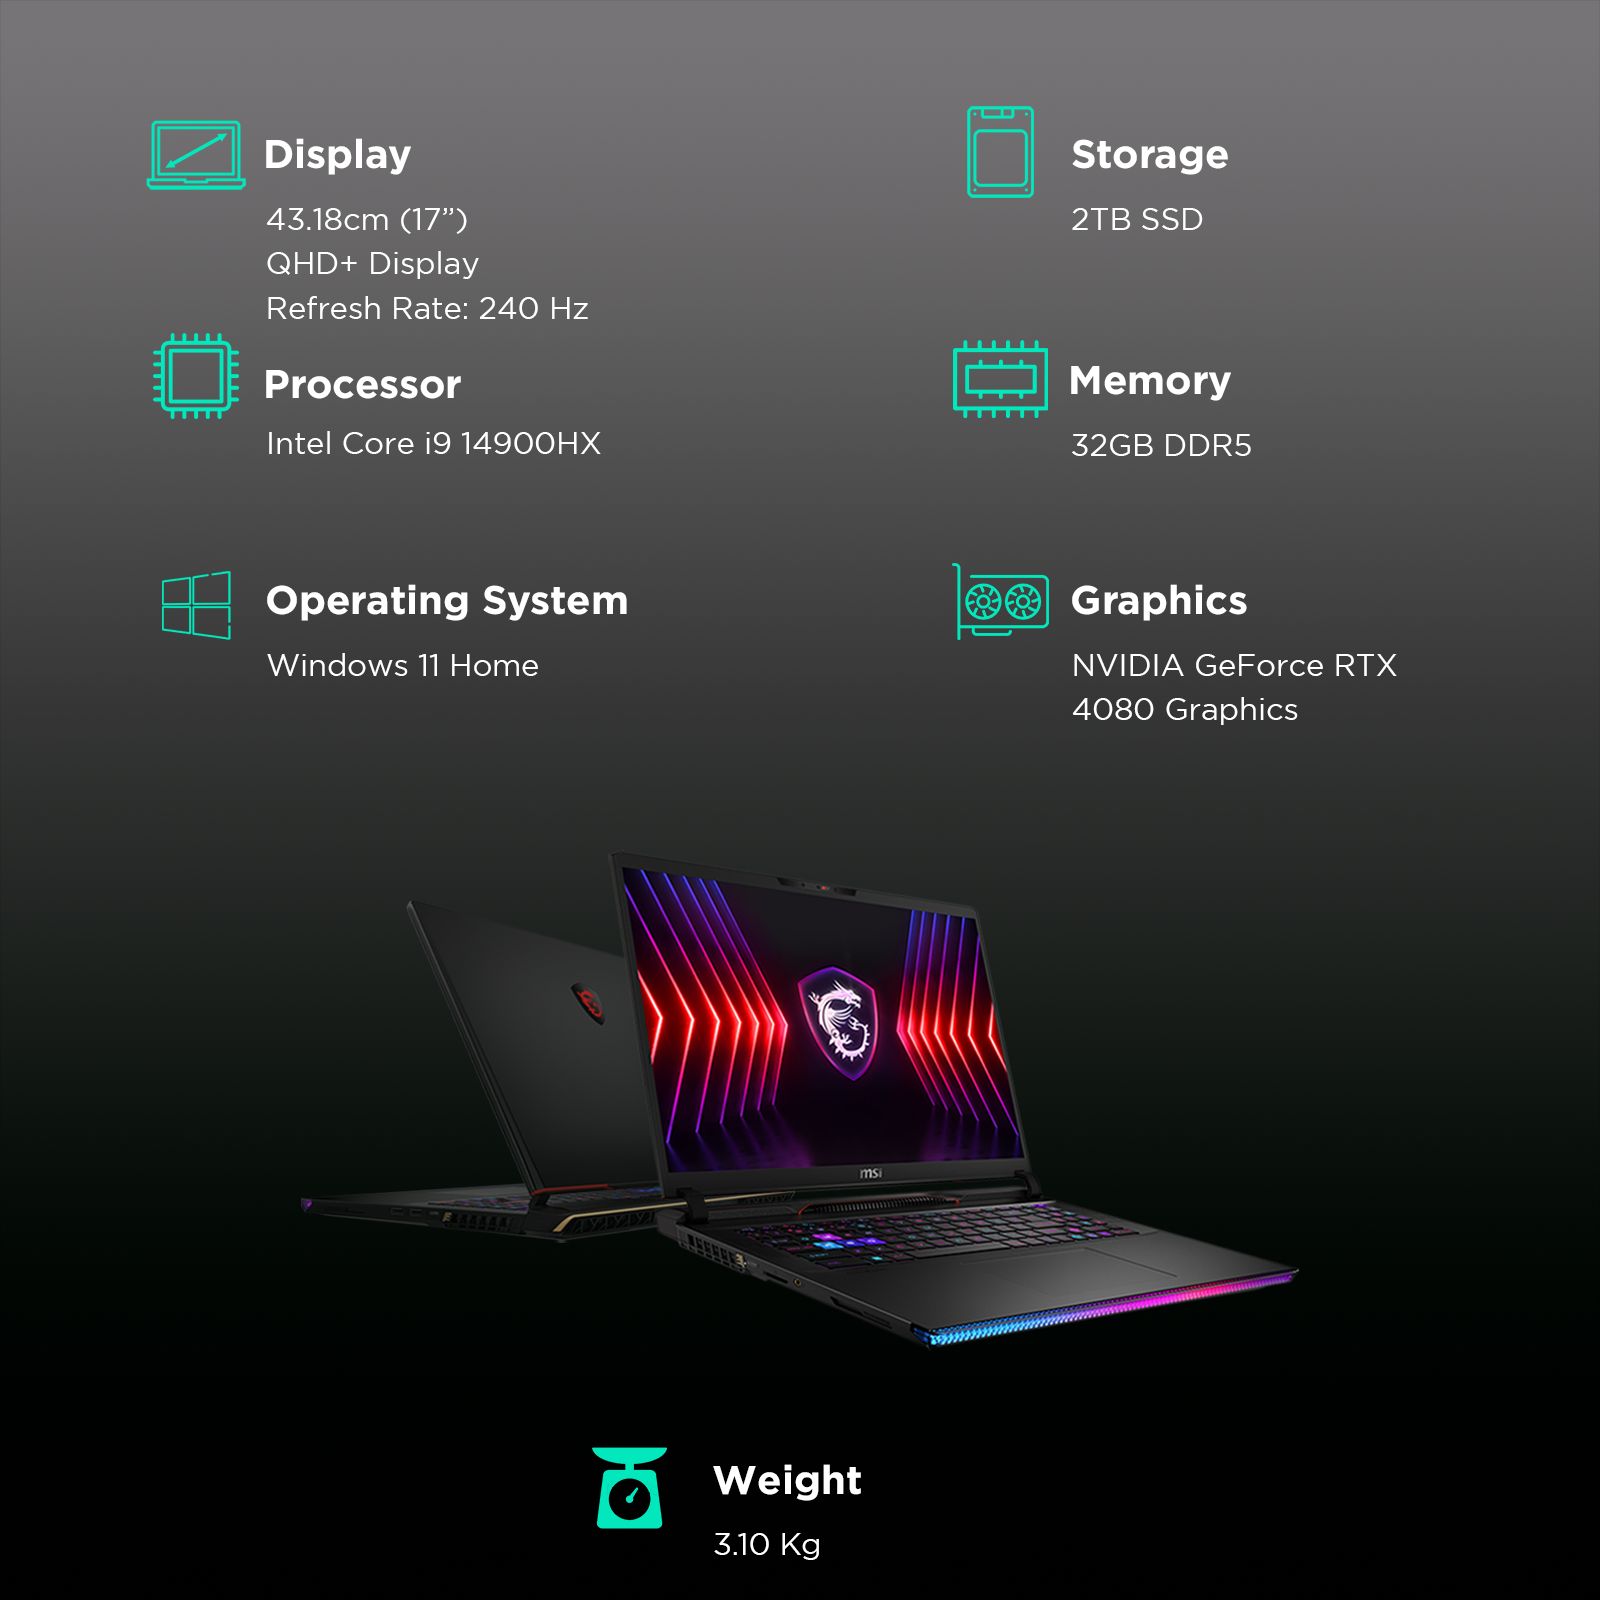 Display
43.18cm (17”)
QHD+ Display
Refresh Rate: 240 Hz
Storage
2TB SSD
Processor
Intel Core i9 14900HX
Memory
32GB DDR5
Operating System
Windows 11 Home
Graphics
NVIDIA GeForce RTX
4080 Graphics
msi
Weight
3.10 Kg